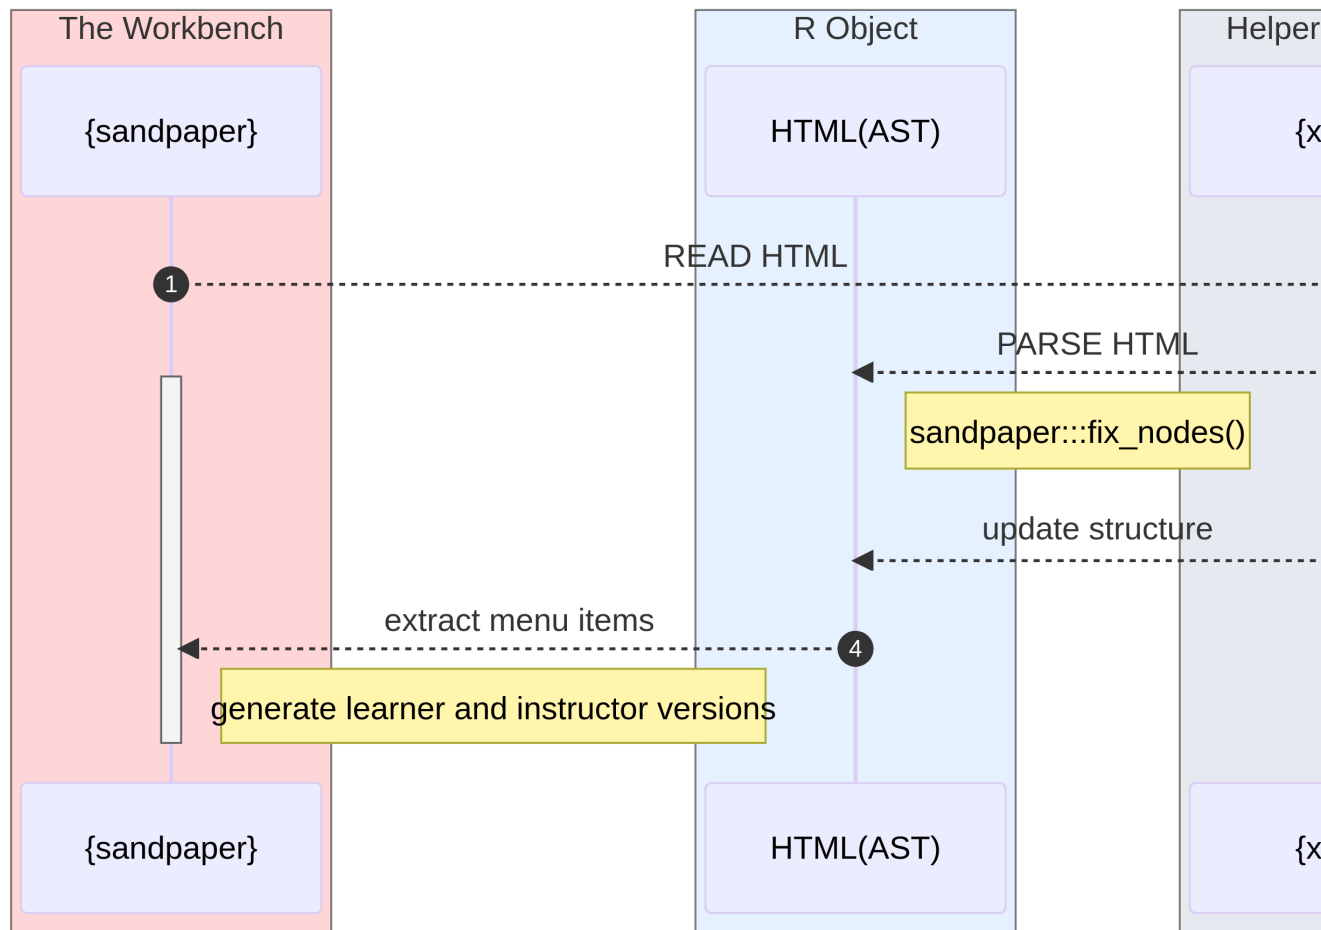 The Workbench
R Object
Helper
{sandpaper}
HTML(AST)
{x
READ HTML
1
PARSE HTML
sandpaper:::fix_nodes()
update structure
extract menu items
4
generate learner and instructor versions
{sandpaper}
HTML(AST)
{x